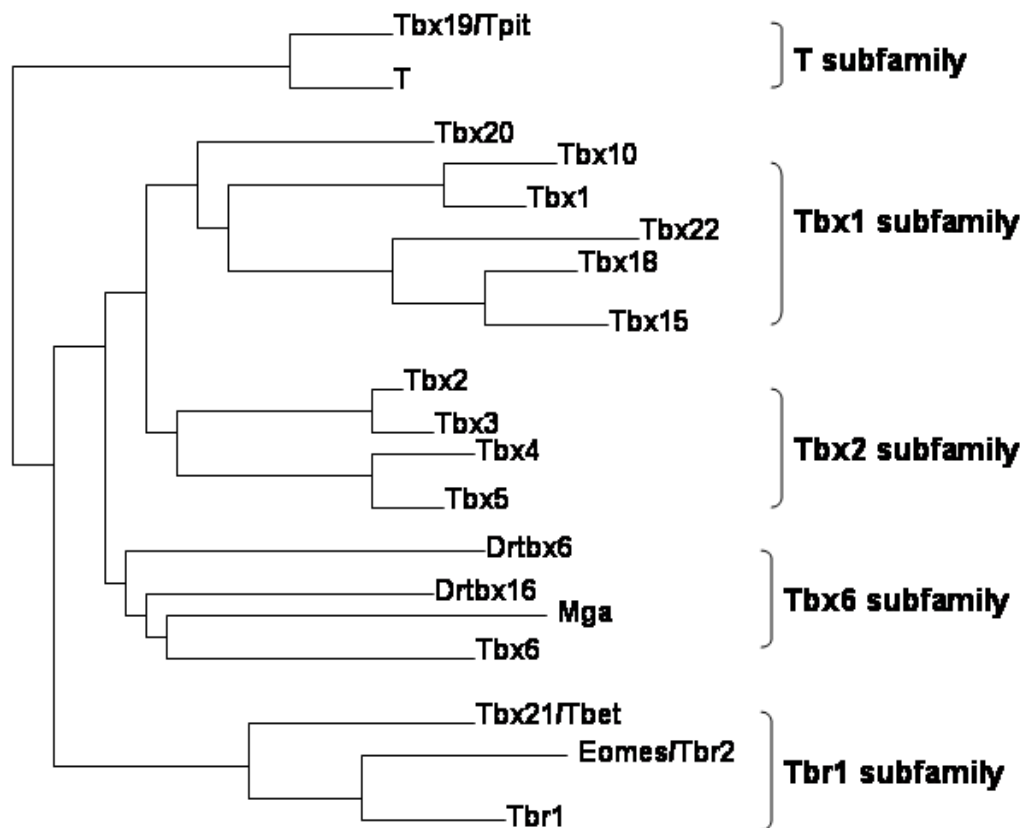 Tbx19/Tpit
T
T subfamily
Tbx20
Tbx10
Tbx1
Tbx22
Tbx18
Tbx15
Tbx1 subfamily
Tbx2
Tbx3
Tbx4
Tbx5
Tbx2 subfamily
Drtbx6
Drtbx16
Mga
Tbx6
Tbx6 subfamily
Tbx21/Tbet
Eomes/Tbr2
Tbr1
Tbr1 subfamily